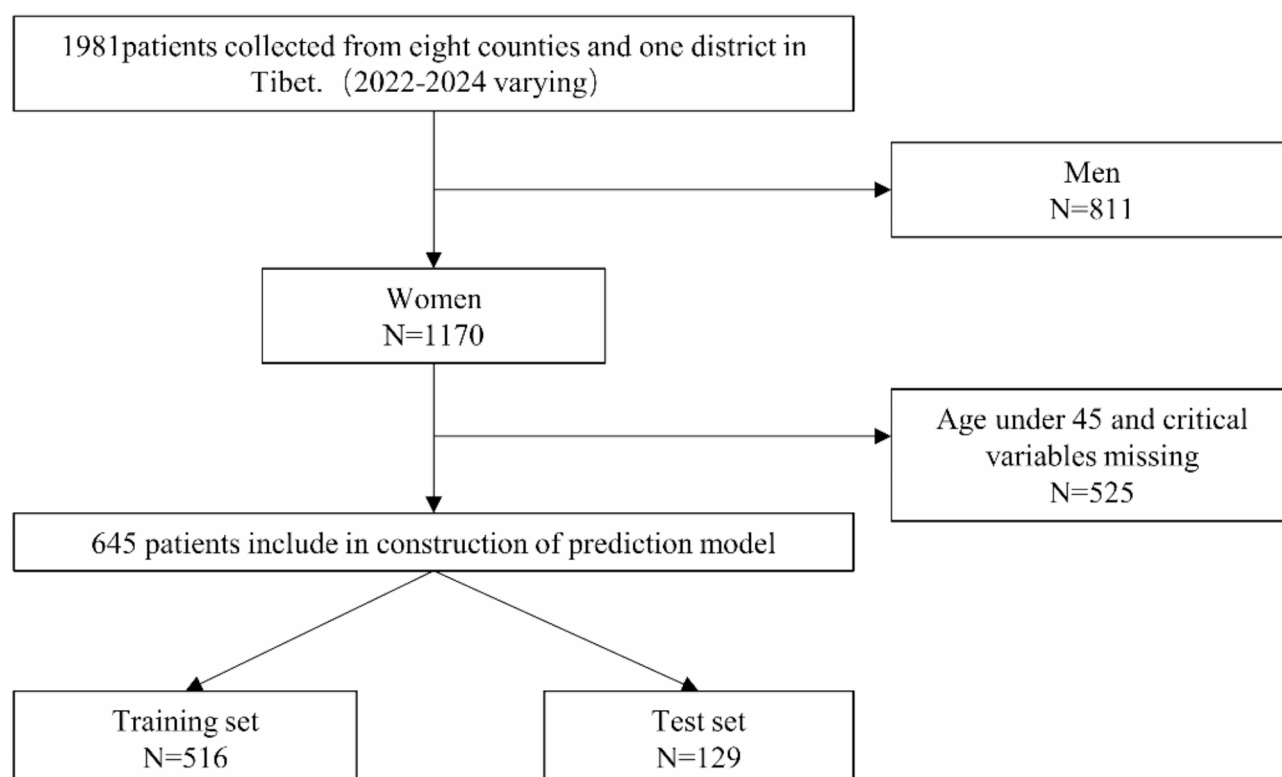 1981patients collected from eight counties and one district in
Tibet.（2022-2024 varying）
Men
N=811
Women
N=1170
Age under 45 and critical
variables missing
N=525
645 patients include in construction of prediction model
Training set
N=516
Test set
N=129